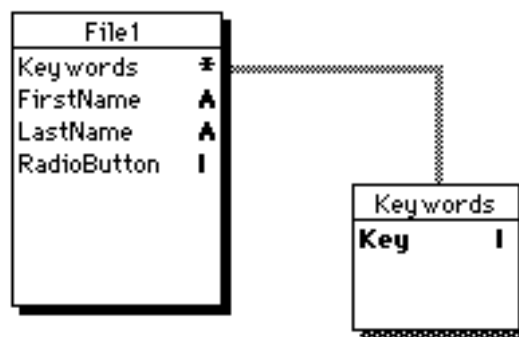 File1
Keywords *
FirstName A
LastName A
RadioButton I
Keywords
Key I